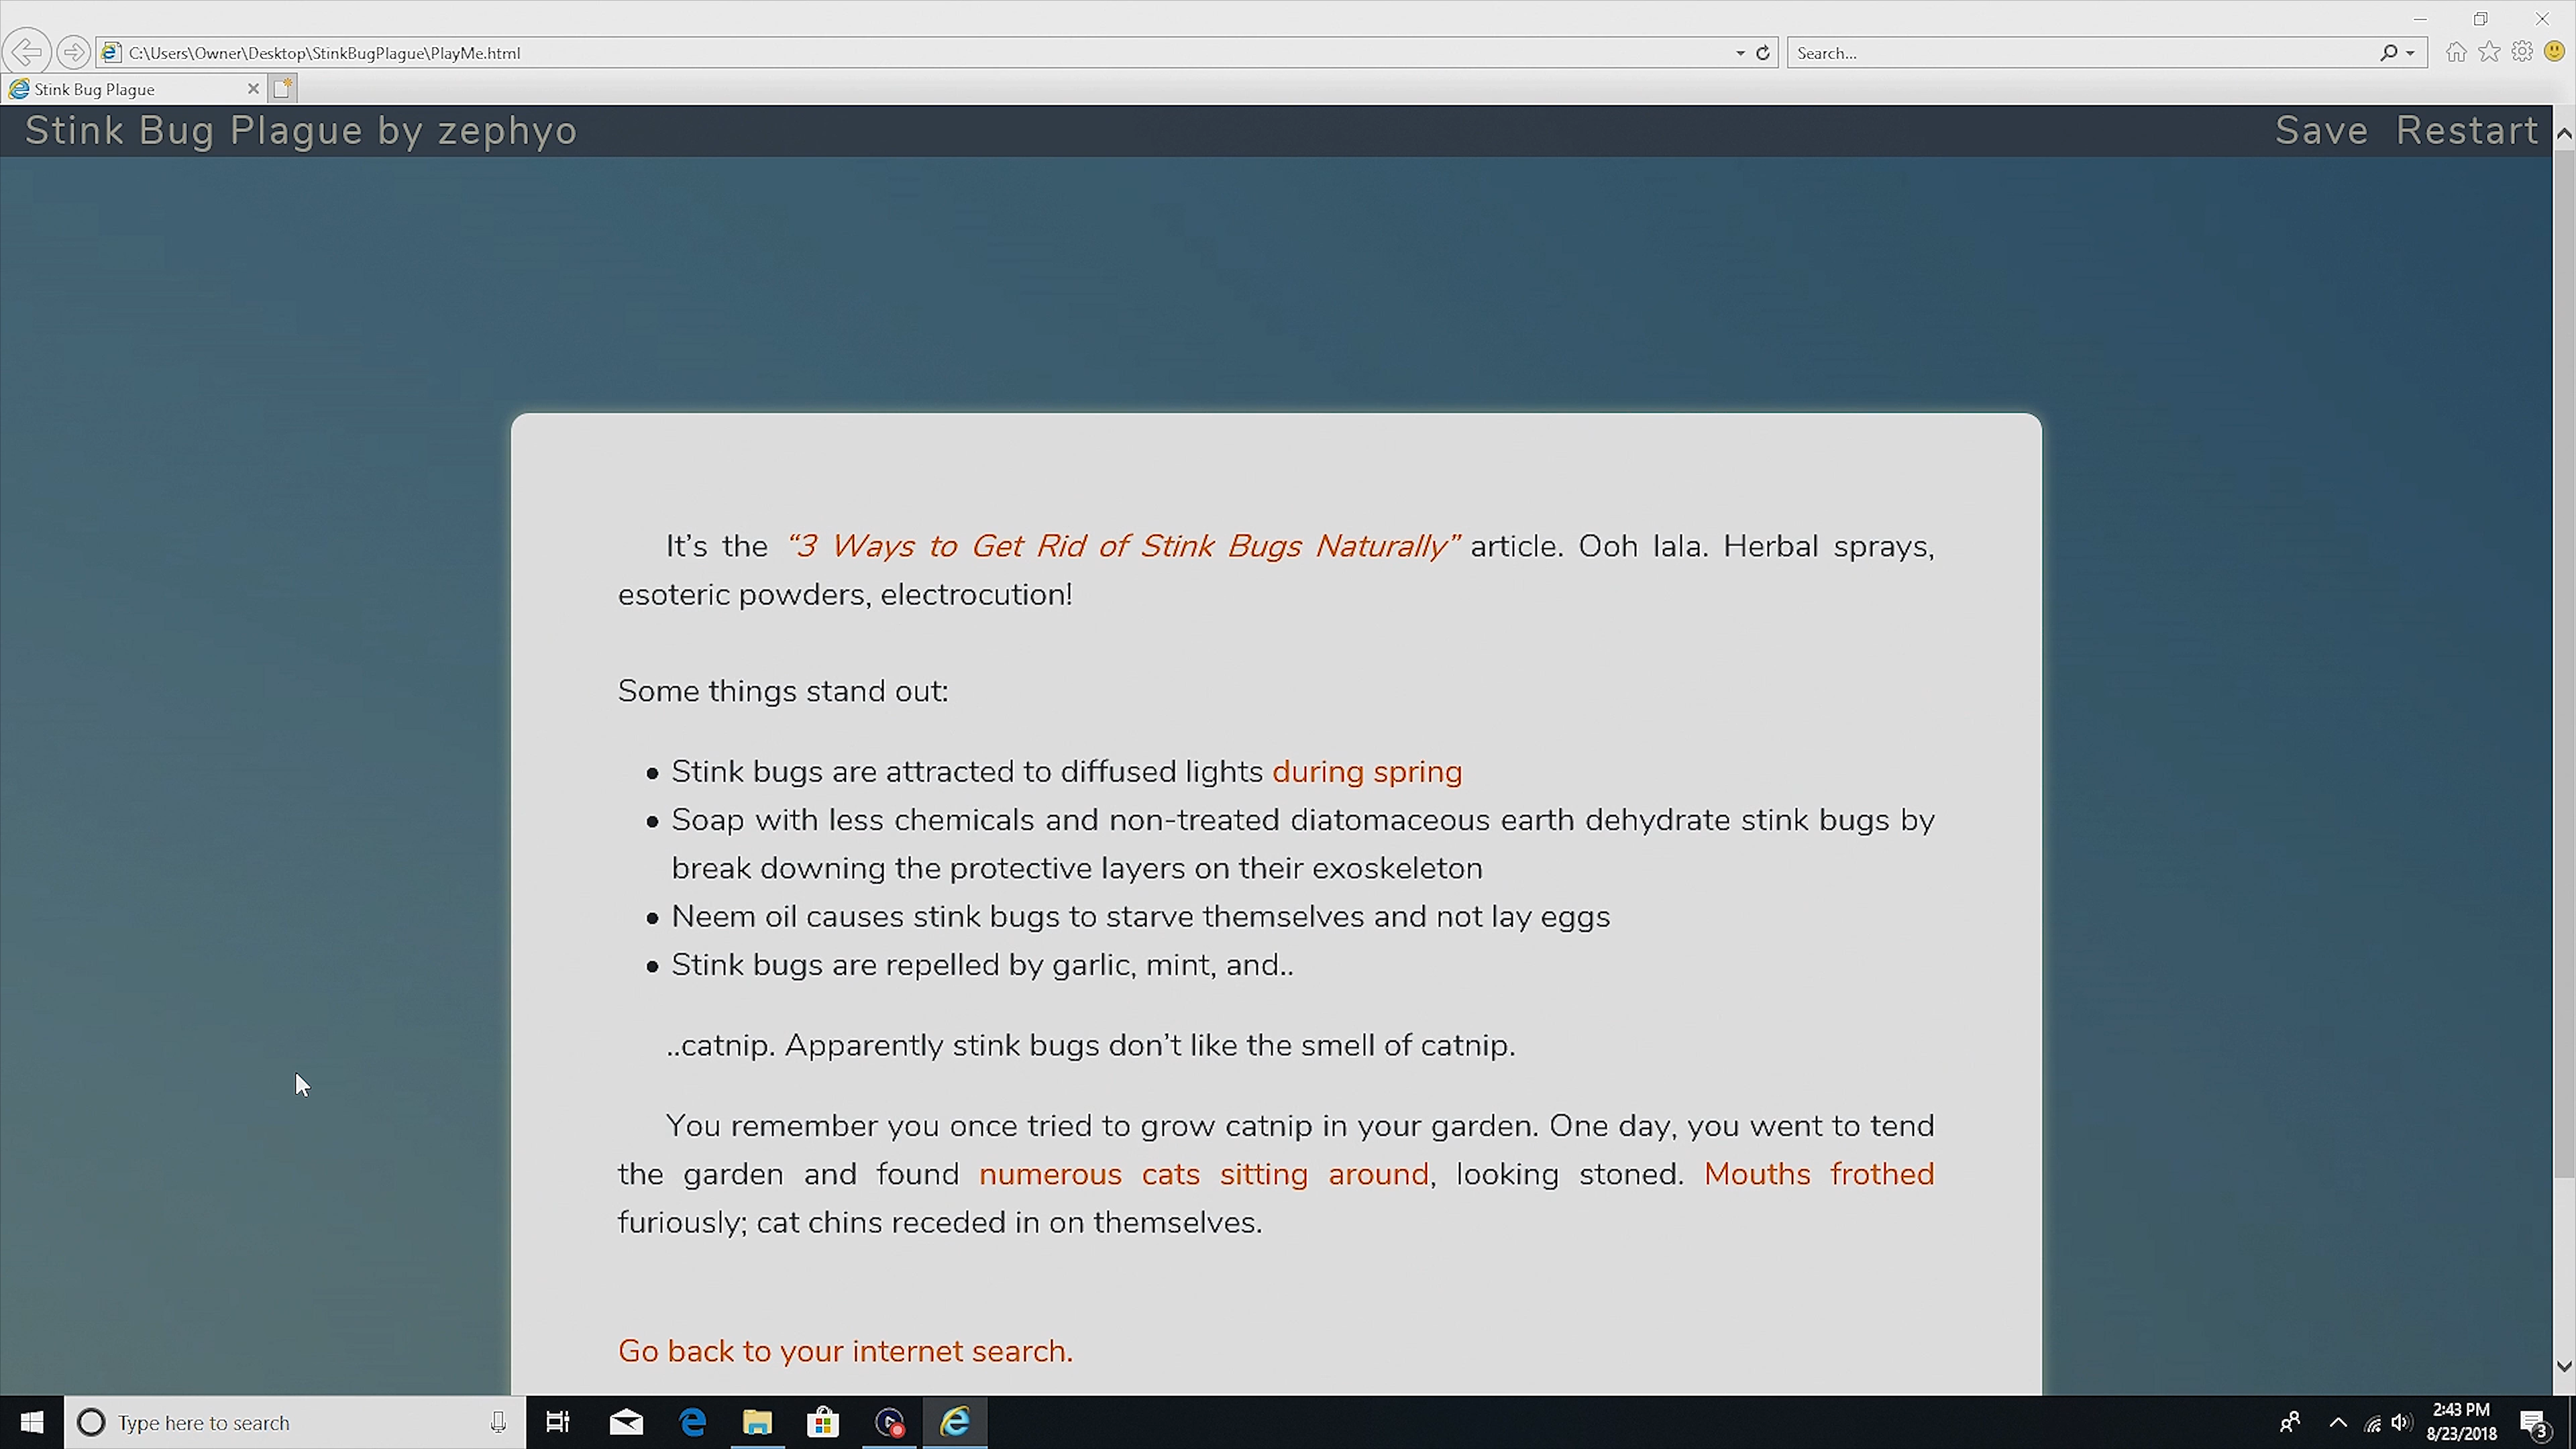 C:\Users\Owner\Desktop\StinkBugPlague\PlayMe.html
Search...
Stink Bug Plague
Stink Bug Plague by zephyo
Save Restart
It's the “3 Ways to Get Rid of Stink Bugs Naturally” article. Ooh lala. Herbal sprays,
esoteric powders, electrocution!
Some things stand out:
• Stink bugs are attracted to diffused lights during spring
• Soap with less chemicals and non-treated diatomaceous earth dehydrate stink bugs by
break downing the protective layers on their exoskeleton
• Neem oil causes stink bugs to starve themselves and not lay eggs
• Stink bugs are repelled by garlic, mint, and..
..catnip. Apparently stink bugs don't like the smell of catnip.
You remember you once tried to grow catnip in your garden. One day, you went to tend
the garden and found numerous cats sitting around, looking stoned. Mouths frothed
furiously; cat chins receded in on themselves.
Go back to your internet search.
Type here to search
2:43 PM
8/23/2018
3